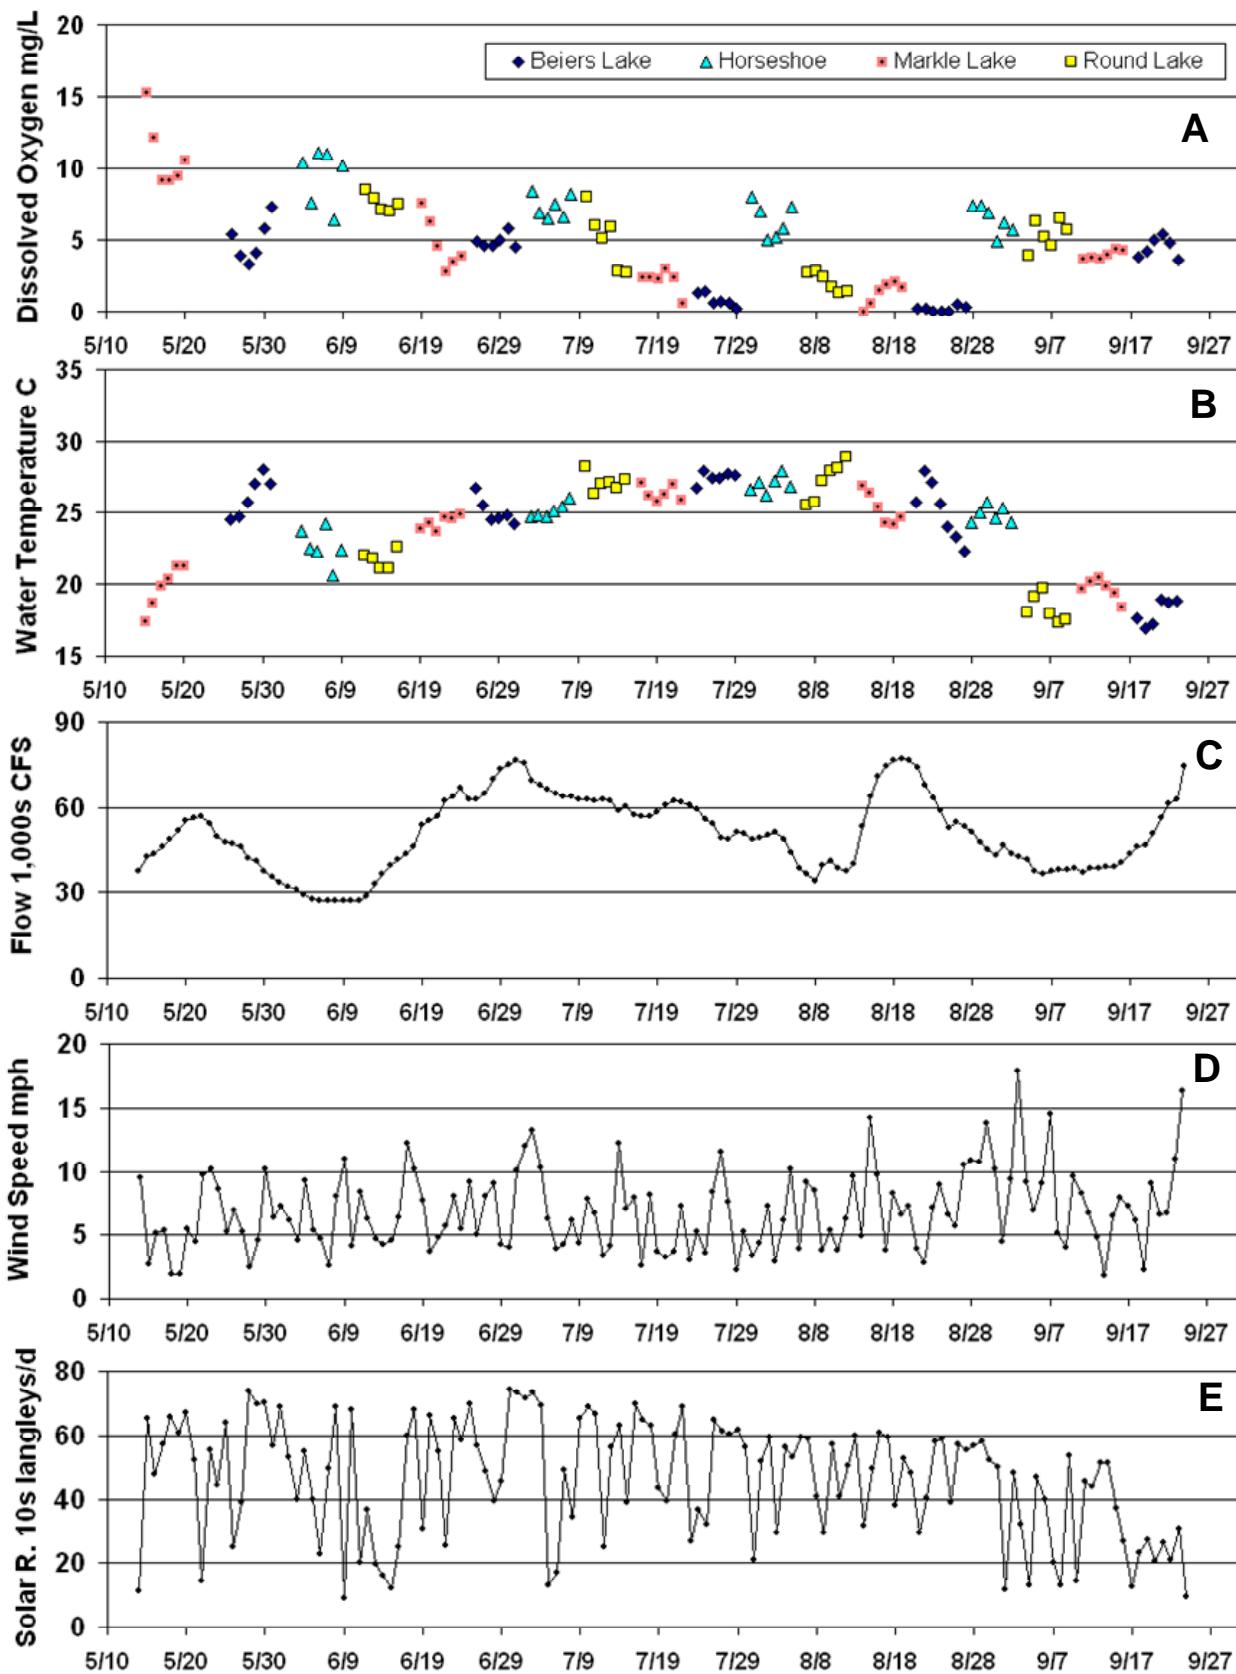 Dissolved Oxygen mg/L
20
15
10
5
0
Beiers Lake Horseshoe Markle Lake Round Lake
A
5/10 5/20 5/30 6/9 6/19 6/29 7/9 7/19 7/29 8/8 8/18 8/28 9/7 9/17 9/27
Water Temperature C
35
30
25
20
15
B
5/10 5/20 5/30 6/9 6/19 6/29 7/9 7/19 7/29 8/8 8/18 8/28 9/7 9/17 9/27
Flow 1,000s CFS
90
60
30
0
C
5/10 5/20 5/30 6/9 6/19 6/29 7/9 7/19 7/29 8/8 8/18 8/28 9/7 9/17 9/27
Wind Speed mph
20
15
10
5
0
D
5/10 5/20 5/30 6/9 6/19 6/29 7/9 7/19 7/29 8/8 8/18 8/28 9/7 9/17 9/27
Solar R. 10s langleys/d
80
60
40
20
0
E
5/10 5/20 5/30 6/9 6/19 6/29 7/9 7/19 7/29 8/8 8/18 8/28 9/7 9/17 9/27